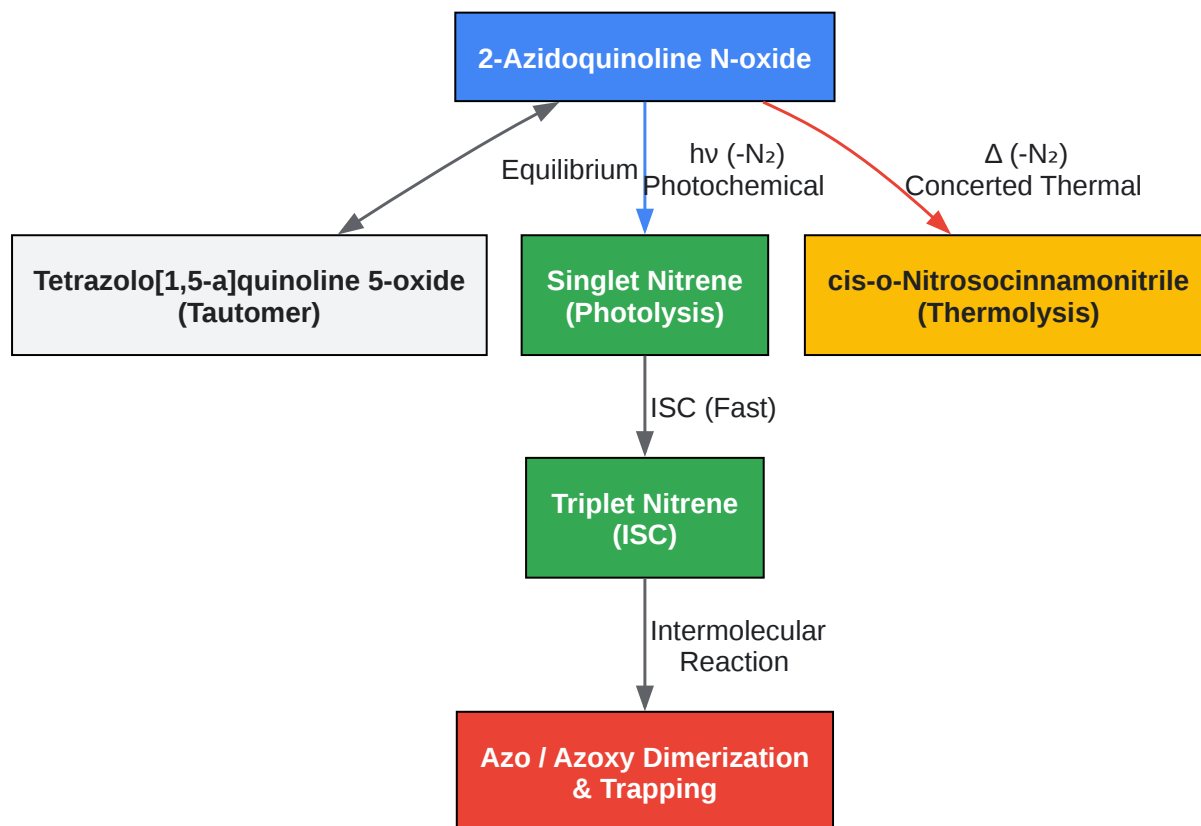 2-Azidoquinoline N-oxide
Equilibrium
hν (-N₂)
Photochemical
Δ (-N₂)
Concerted Thermal
Tetrazolo[1,5-a]quinoline 5-oxide
(Tautomer)
Singlet Nitrene
(Photolysis)
cis-o-Nitrosocinnamonitrile
(Thermolysis)
ISC (Fast)
Triplet Nitrene
(ISC)
Intermolecular
Reaction
Azo / Azoxy Dimerization
& Trapping